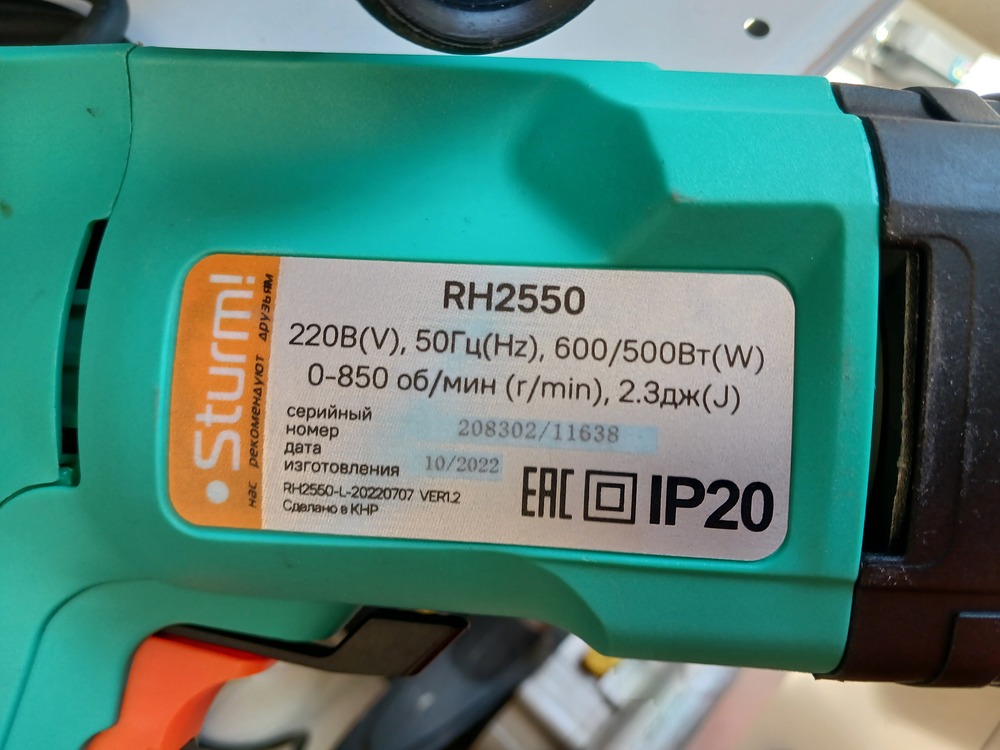 Sturm!
нас рекомендуют друзьям
RH2550
220В(V), 50Гц(Hz), 600/500Вт(W)
0-850 об/мин (r/min), 2.3дж(J)
серийный
номер
208302/11638
дата
изготовления
10/2022
RH2550-L-20220707 VER1.2
Сделано в КНР
EAC
IP20